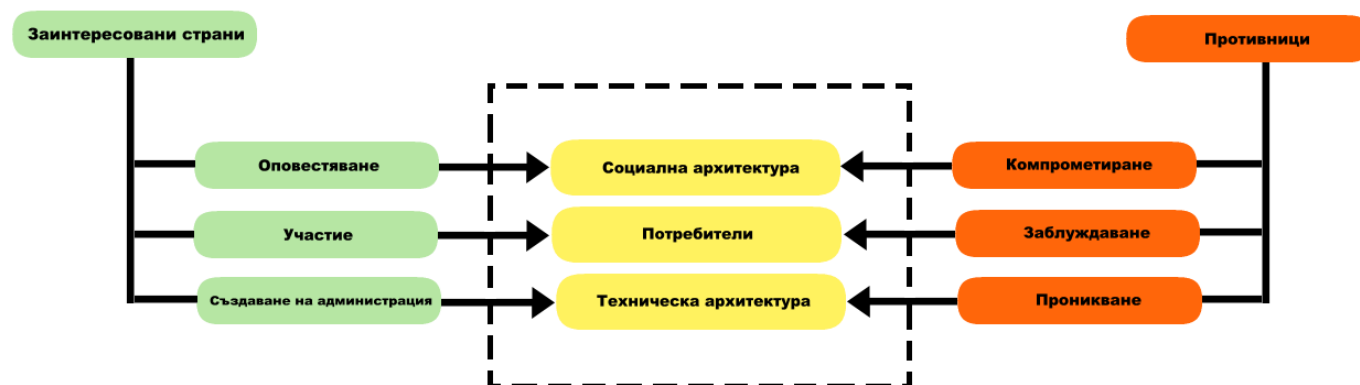 Заинтересовани страни
Противници
Оповестяване
Социална архитектура
Компрометиране
Участие
Потребители
Заблуждаване
Създаване на администрация
Техническа архитектура
Проникване